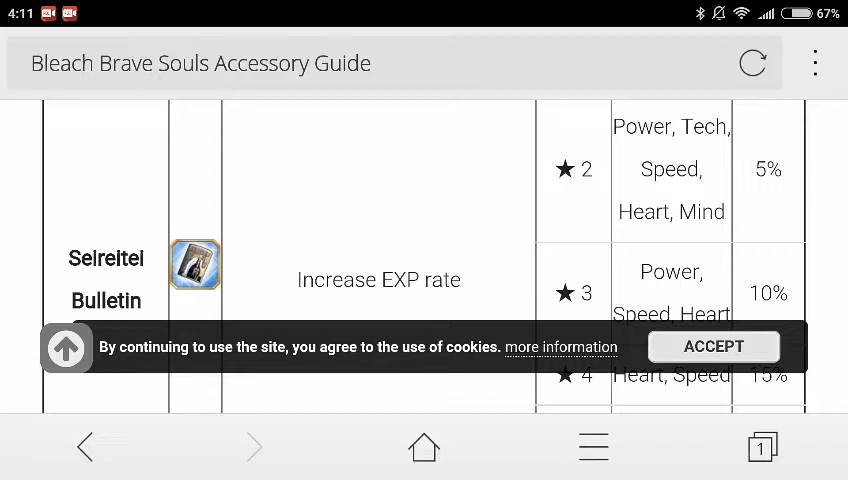 4:11
67%
Bleach Brave Souls Accessory Guide
Power, Tech,
★ 2 Speed, 5%
Heart, Mind
Seireitei
Bulletin
Increase EXP rate
Power,
★ 3 10%
Speed, Heart
By continuing to use the site, you agree to the use of cookies. more information ACCEPT
★ 4 Heart, Speed 15%
1